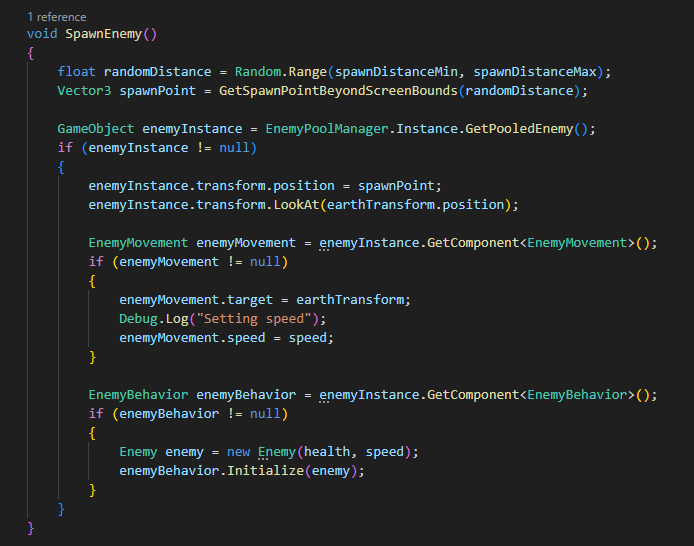 1 reference
void SpawnEnemy()
{
float randomDistance = Random.Range(spawnDistanceMin, spawnDistanceMax);
Vector3 spawnPoint = GetSpawnPointBeyondScreenBounds(randomDistance);
GameObject enemyInstance = EnemyPoolManager.Instance.GetPooledEnemy();
if (enemyInstance != null)
{
enemyInstance.transform.position = spawnPoint;
enemyInstance.transform.LookAt(earthTransform.position);
EnemyMovement enemyMovement = enemyInstance.GetComponent<EnemyMovement>();
if (enemyMovement != null)
{
enemyMovement.target = earthTransform;
Debug.Log("Setting speed");
enemyMovement.speed = speed;
}
EnemyBehavior enemyBehavior = enemyInstance.GetComponent<EnemyBehavior>();
if (enemyBehavior != null)
{
Enemy enemy = new Enemy(health, speed);
enemyBehavior.Initialize(enemy);
}
}
}